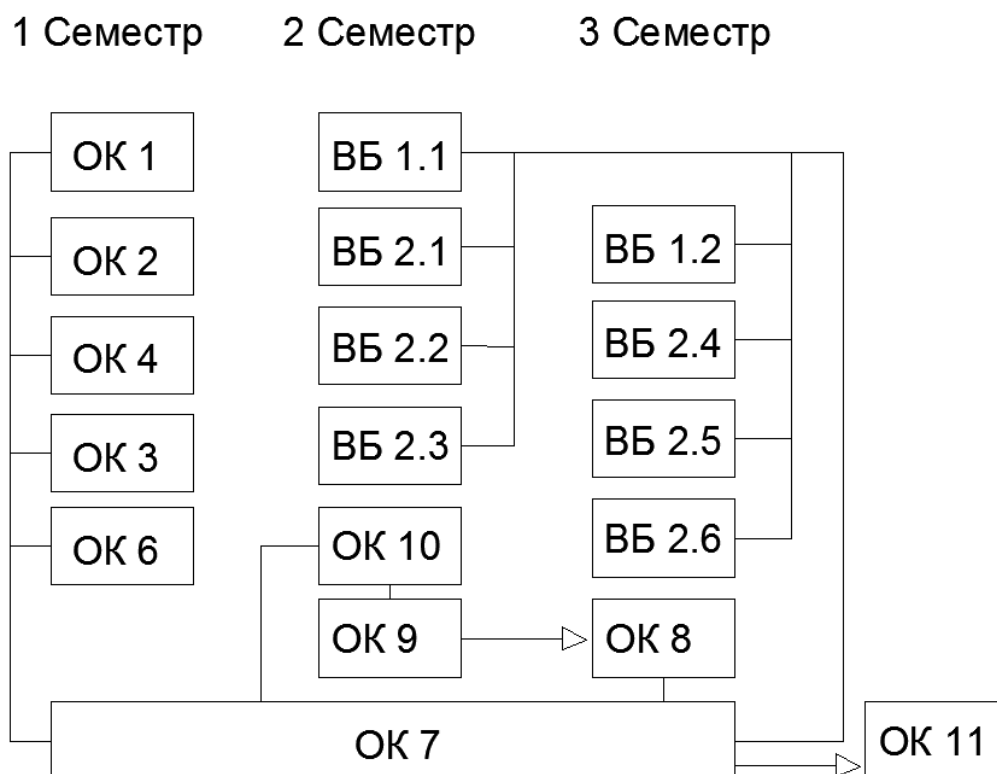 1 Семестр
2 Семестр
3 Семестр
ОК 1
ВБ 1.1
ОК 2
ВБ 2.1
ВБ 1.2
ОК 4
ВБ 2.2
ВБ 2.4
ОК 3
ВБ 2.3
ВБ 2.5
ОК 6
ОК 10
ВБ 2.6
ОК 9
ОК 8
ОК 7
ОК 11